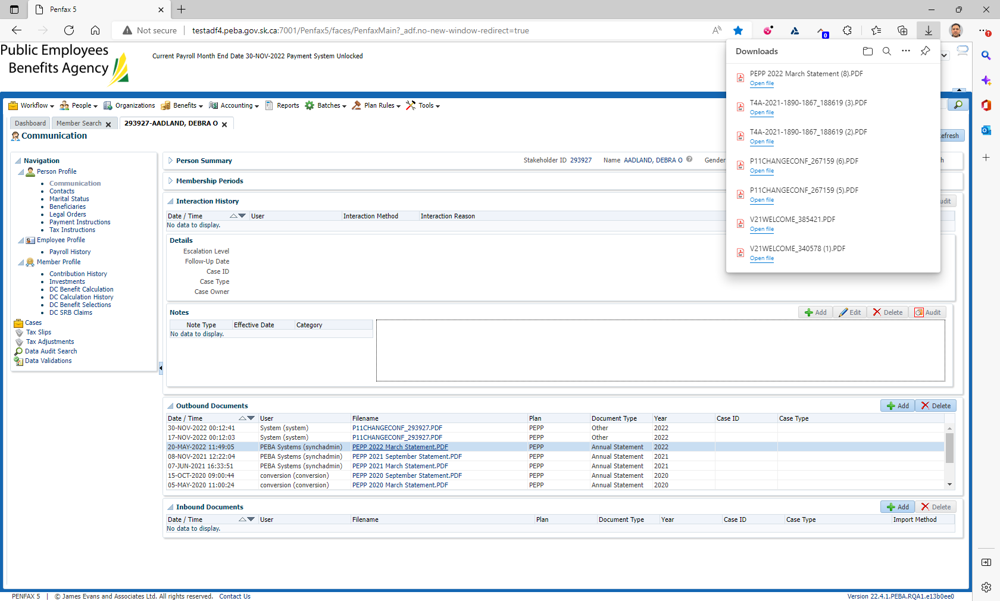 Penfax 5
Not secure
testadf4.peba.gov.sk.ca:7001/Penfax5/faces/PenfaxMain?_adf.no-new-window-redirect=true
0
Public Employees
Benefits Agency
Current Payroll Month End Date 30-NOV-2022 Payment System Unlocked
Downloads
PEPP 2022 March Statement (8).PDF
Open file
T4A-2021-1890-1867_188619 (3).PDF
Open file
T4A-2021-1890-1867_188619 (2).PDF
Open file
P11CHANGECONF_267159 (6).PDF
Open file
P11CHANGECONF_267159 (5).PDF
Open file
V21WELCOME_385421.PDF
Open file
V21WELCOME_340578 (1).PDF
Open file
Workflow People Organizations Benefits Accounting Reports Batches Plan Rules Tools
Dashboard Member Search 293927-AADLAND, DEBRA O
Communication
efresh
Navigation
Person Profile
Communication
Contacts
Marital Status
Beneficiaries
Legal Orders
Payment Instructions
Tax Instructions
Employee Profile
Payroll History
Member Profile
Contribution History
Investments
DC Benefit Calculation
DC Calculation History
DC Benefit Selections
DC SRB Claims
Cases
Tax Slips
Tax Adjustments
Data Audit Search
Data Validations
Person Summary Stakeholder ID 293927 Name AADLAND, DEBRA O Gender h
Membership Periods
Interaction History udit
Date / Time User Interaction Method Interaction Reason
No data to display.
Details
Escalation Level
Follow-Up Date
Case ID
Case Type
Case Owner
Notes Add Edit Delete Audit
Note Type Effective Date Category
No data to display.
Outbound Documents Add Delete
Date / Time User Filename Plan Document Type Year Case ID Case Type
30-NOV-2022 00:12:41 System (system) P11CHANGECONF_293927.PDF PEPP Other 2022
17-NOV-2022 00:12:03 System (system) P11CHANGECONF_293927.PDF PEPP Other 2022
20-MAY-2022 11:49:05 PEBA Systems (synchadmin) PEPP 2022 March Statement.PDF PEPP Annual Statement 2022
08-NOV-2021 12:22:04 PEBA Systems (synchadmin) PEPP 2021 September Statement.PDF PEPP Annual Statement 2021
07-JUN-2021 16:33:51 PEBA Systems (synchadmin) PEPP 2021 March Statement.PDF PEPP Annual Statement 2021
15-OCT-2020 09:00:44 conversion (conversion) PEPP 2020 September Statement.PDF PEPP Annual Statement 2020
05-MAY-2020 11:00:24 conversion (conversion) PEPP 2020 March Statement.PDF PEPP Annual Statement 2020
Inbound Documents Add Delete
Date / Time User Filename Plan Document Type Year Case ID Case Type Import Method
No data to display.
PENFAX 5 | © James Evans and Associates Ltd. All rights reserved. Contact Us
Version 22.4.1.PEBA.RQA1.e13b0ee0